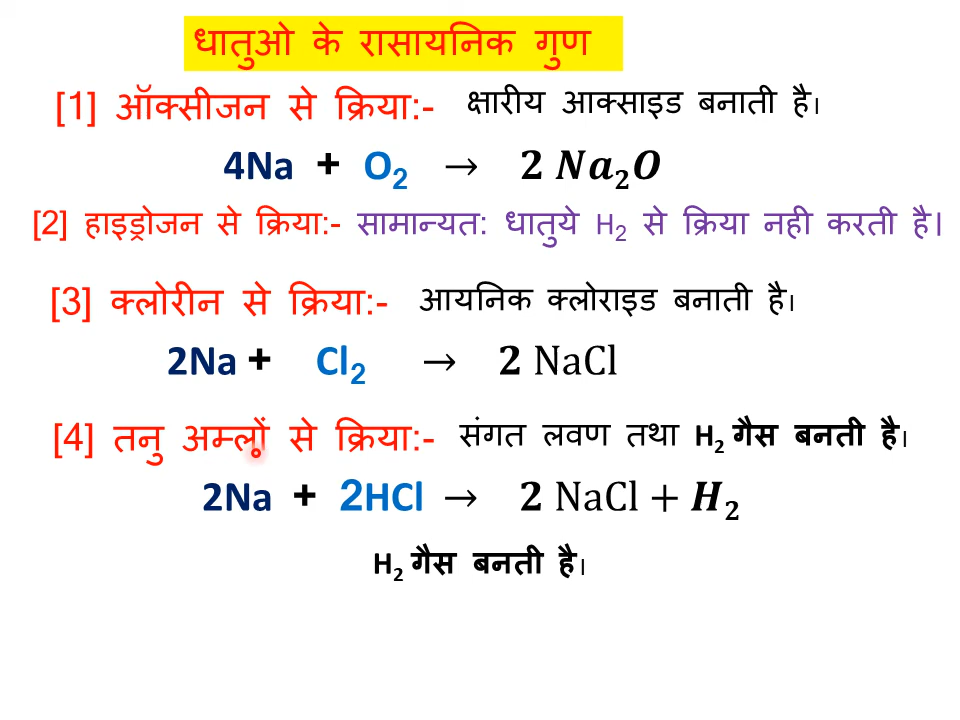 धातुओ के रासायनिक गुण
[1] ऑक्सीजन से क्रिया:- क्षारीय आक्साइड बनाती है।
4Na + O₂ → 2 Na₂O
[2] हाइड्रोजन से क्रिया:- सामान्यत: धातुये H₂ से क्रिया नही करती है।
[3] क्लोरीन से क्रिया:- आयनिक क्लोराइड बनाती है।
2Na + Cl₂ → 2 NaCl
[4] तनु अम्लों से क्रिया:- संगत लवण तथा H₂ गैस बनती है।
2Na + 2HCl → 2 NaCl + H₂
H₂ गैस बनती है।